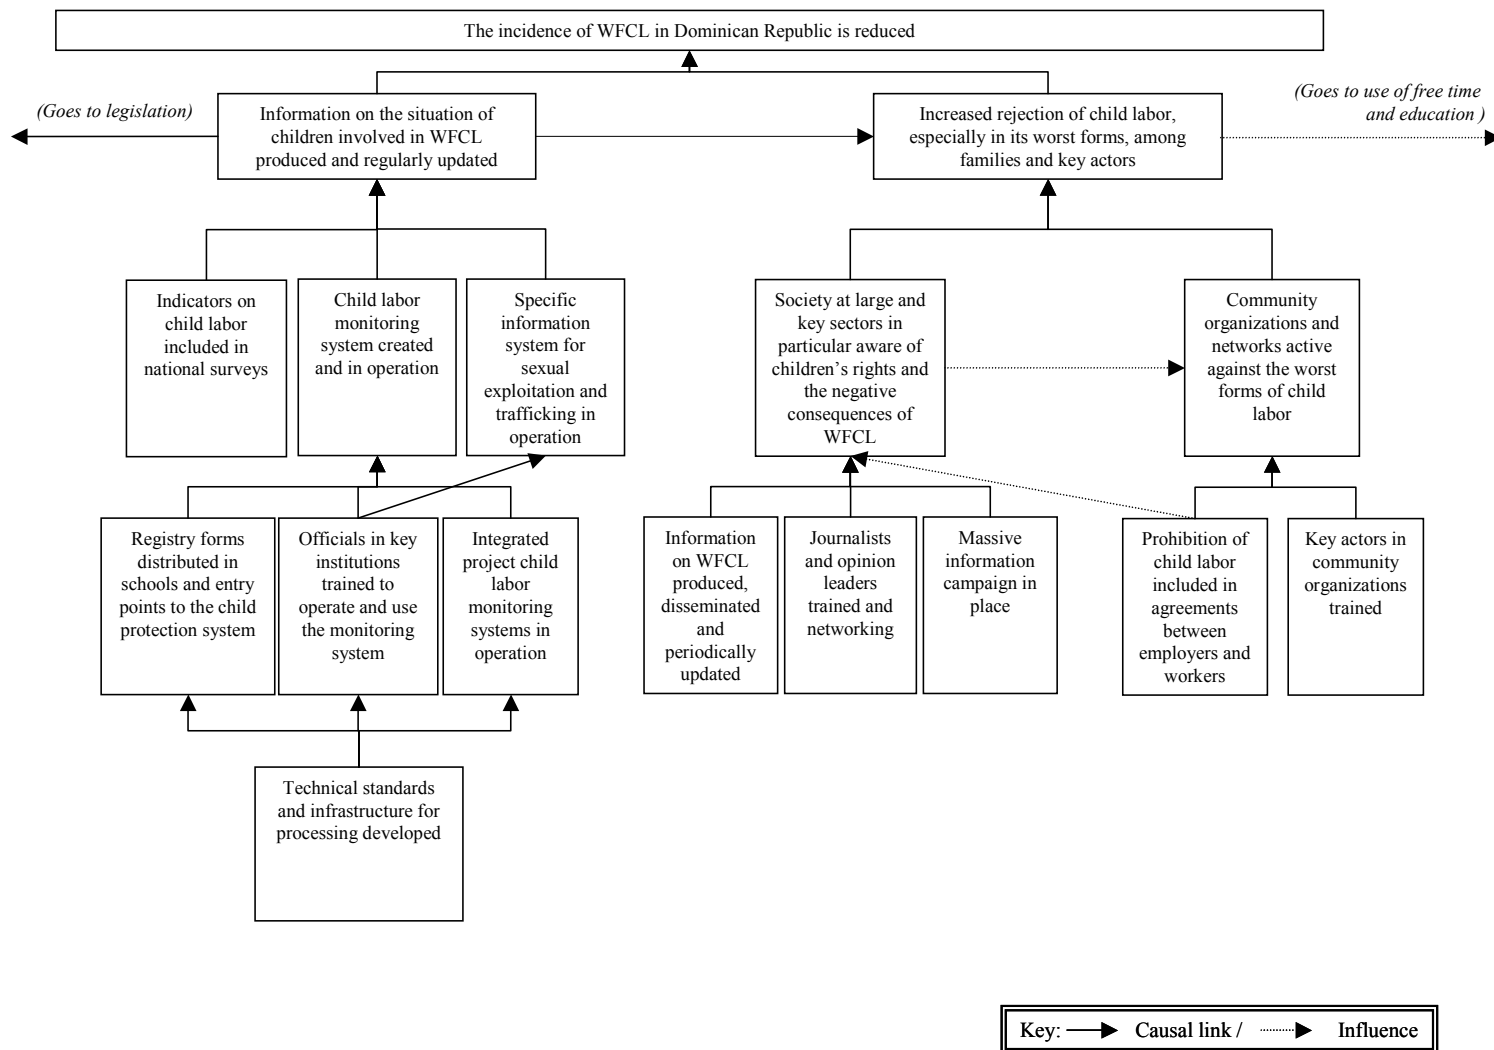 The incidence of WFCL in Dominican Republic is reduced
(Goes to legislation)
Information on the situation of
children involved in WFCL
produced and regularly updated
Increased rejection of child labor,
especially in its worst forms, among
families and key actors
(Goes to use of free time
and education )
Indicators on
child labor
included in
national surveys
Child labor
monitoring
system created
and in operation
Specific
information
system for
sexual
exploitation and
trafficking in
operation
Society at large and
key sectors in
particular aware of
children’s rights and
the negative
consequences of
WFCL
Community
organizations and
networks active
against the worst
forms of child
labor
Registry forms
distributed in
schools and entry
points to the child
protection system
Officials in key
institutions
trained to
operate and use
the monitoring
system
Integrated
project child
labor
monitoring
systems in
operation
Information
on WFCL
produced,
disseminated
and
periodically
updated
Journalists
and opinion
leaders
trained and
networking
Massive
information
campaign in
place
Prohibition of
child labor
included in
agreements
between
employers and
workers
Key actors in
community
organizations
trained
Technical standards
and infrastructure for
processing developed
Key: Causal link / Influence